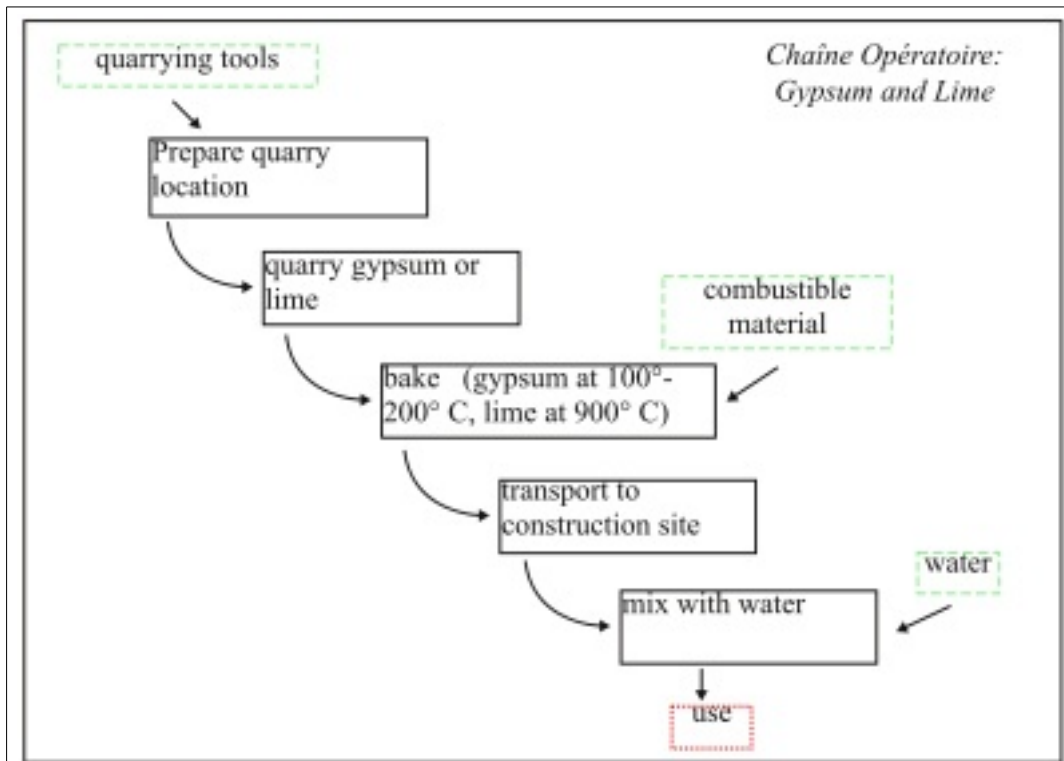 quarrying tools
Chaîne Opératoire:
Gypsum and Lime
Prepare quarry
location
quarry gypsum or
lime
combustible
material
bake (gypsum at 100°-
200° C, lime at 900° C)
transport to
construction site
water
mix with water
use